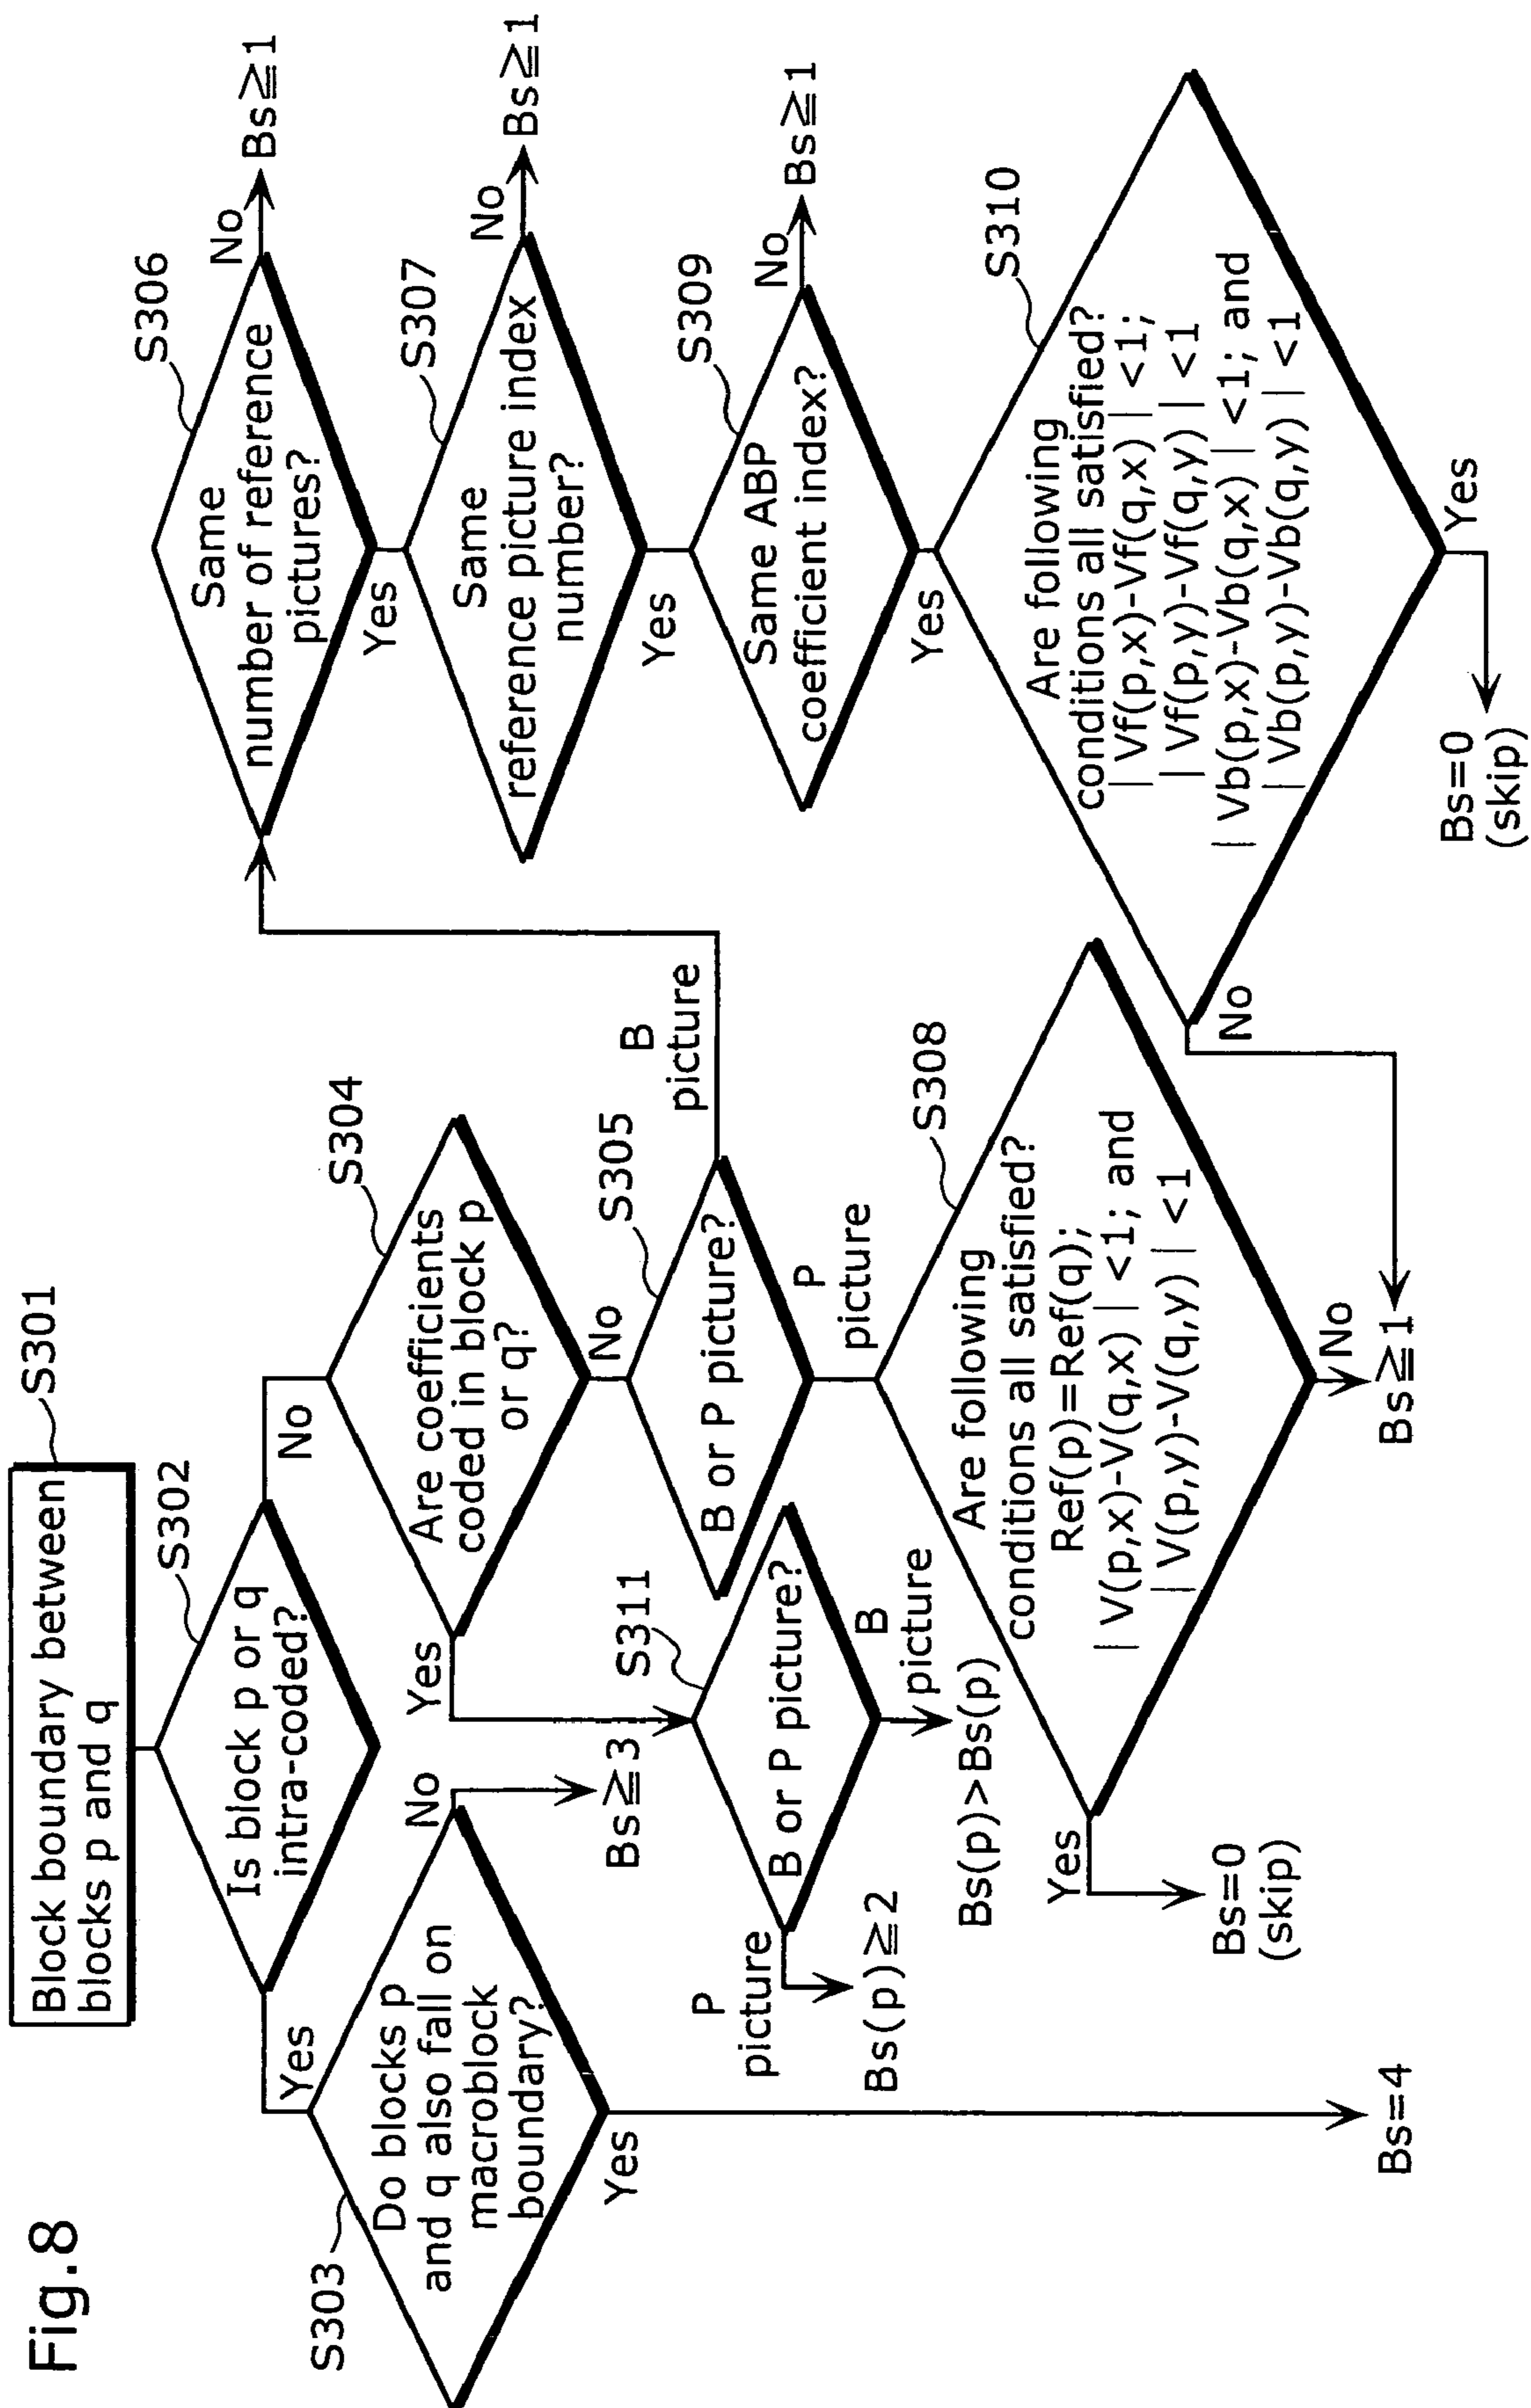 Fig.8
Block boundary between
blocks p and q
S301
Is block p or q
intra-coded?
S302
Yes
No
Do blocks p
and q also fall on
macroblock
boundary?
S303
Yes
Bs=4
No
Bs≧3
Are coefficients
coded in block p
or q?
S304
Yes
No
B or P picture?
S311
P
picture
Bs(p)≧2
B
picture
Bs(p)>Bs(p)
B or P picture?
S305
B
picture
P
picture
Are following
conditions all satisfied?
Ref(p)=Ref(q);
|V(p,x)-V(q,x)|<1; and
|V(p,y)-V(q,y)|<1
S308
Yes
Bs=0
(skip)
No
Bs≧1
Same
number of reference
pictures?
S306
No
Bs≧1
Yes
Same
reference picture index
number?
S307
No
Bs≧1
Yes
Same ABP
coefficient index?
S309
No
Bs≧1
Yes
Are following
conditions all satisfied?
|Vf(p,x)-Vf(q,x)|<1;
|Vf(p,y)-Vf(q,y)|<1
|Vb(p,x)-Vb(q,x)|<1; and
|Vb(p,y)-Vb(q,y)|<1
S310
No
Yes
Bs=0
(skip)